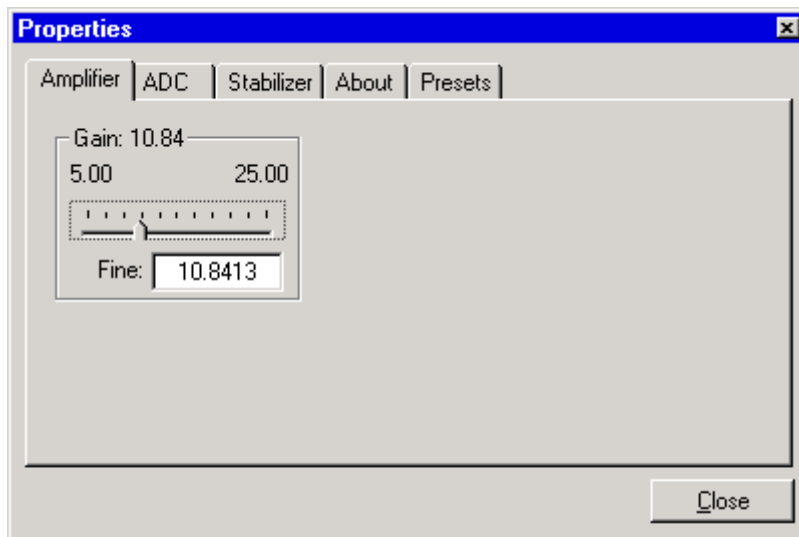 Properties
Amplifier ADC Stabilizer About Presets
Gain: 10.84
5.00 25.00
Fine: 10.8413
Close